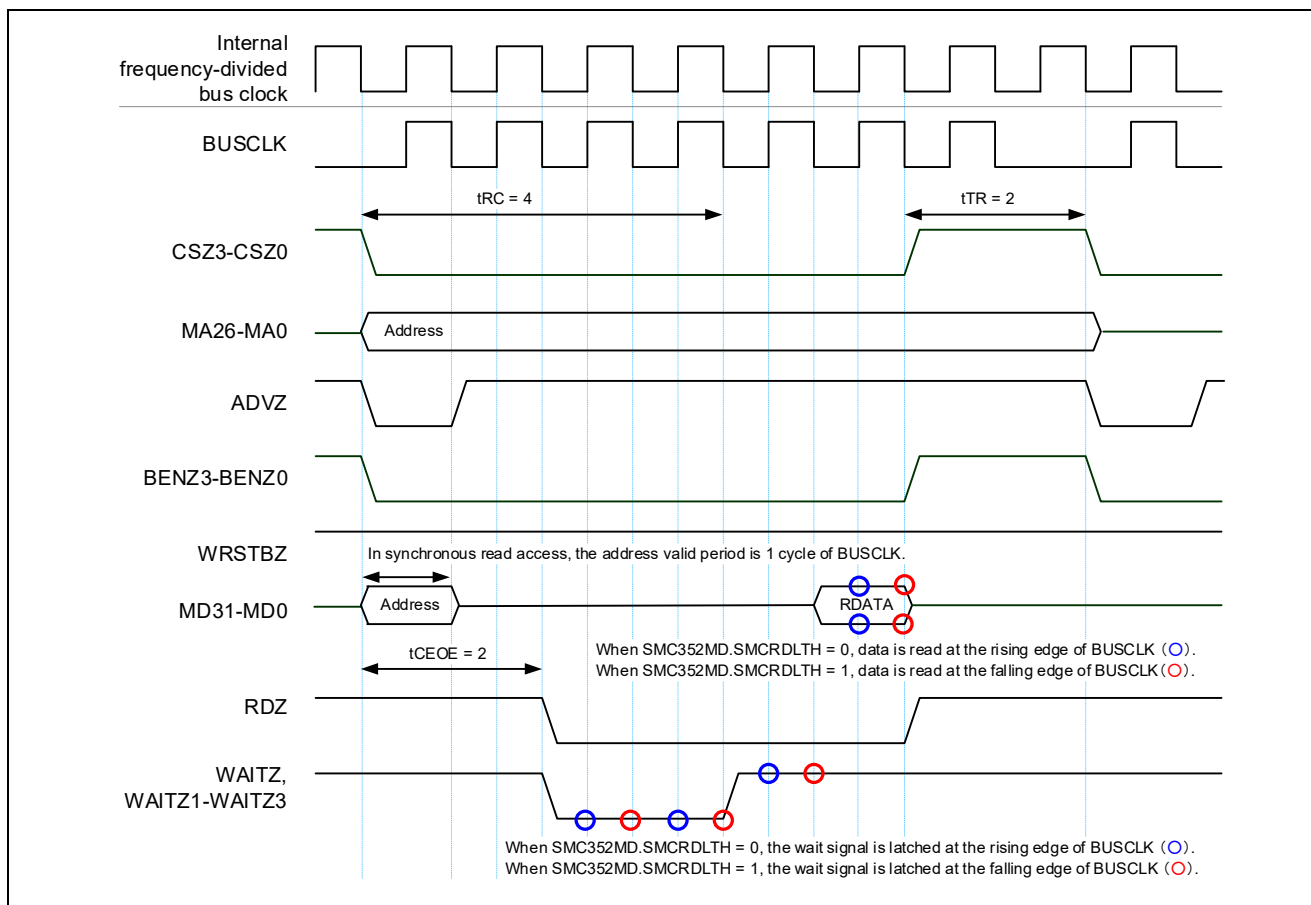 Internal
frequency-divided
bus clock
BUSCLK
tRC = 4
tTR = 2
CSZ3-CSZ0
MA26-MA0
Address
ADVZ
BENZ3-BENZ0
WRSTBZ
In synchronous read access, the address valid period is 1 cycle of BUSCLK.
MD31-MD0
Address
RDATA
tCEOE = 2
When SMC352MD.SMCRDLTH = 0, data is read at the rising edge of BUSCLK (○).
When SMC352MD.SMCRDLTH = 1, data is read at the falling edge of BUSCLK(○).
RDZ
WAITZ,
WAITZ1-WAITZ3
When SMC352MD.SMCRDLTH = 0, the wait signal is latched at the rising edge of BUSCLK (○).
When SMC352MD.SMCRDLTH = 1, the wait signal is latched at the falling edge of BUSCLK (○).